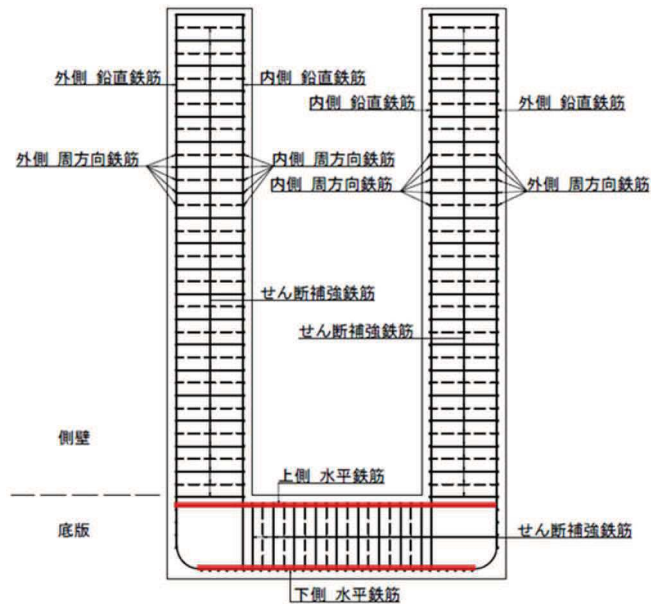 外側 鉛直鉄筋
内側 鉛直鉄筋
内側 鉛直鉄筋
外側 鉛直鉄筋
外側 周方向鉄筋
内側 周方向鉄筋
内側 周方向鉄筋
外側 周方向鉄筋
せん断補強鉄筋
せん断補強鉄筋
側壁
上側 水平鉄筋
底版
せん断補強鉄筋
下側 水平鉄筋